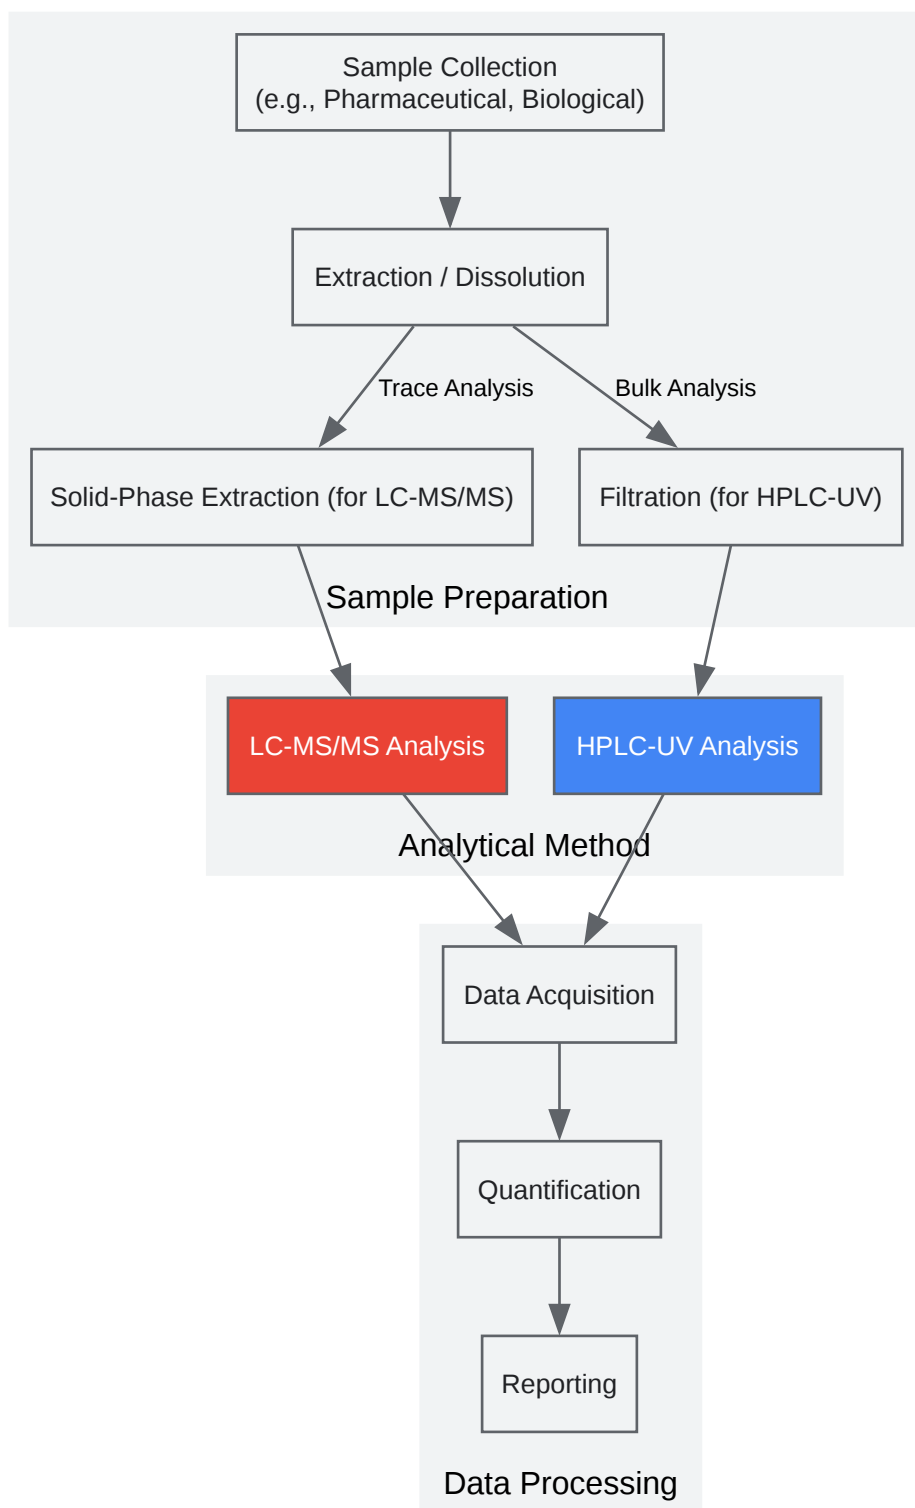 Sample Collection
(e.g., Pharmaceutical, Biological)
Extraction / Dissolution
Trace Analysis
Bulk Analysis
Solid-Phase Extraction (for LC-MS/MS)
Filtration (for HPLC-UV)
Sample Preparation
LC-MS/MS Analysis
HPLC-UV Analysis
Analytical Method
Data Acquisition
Quantification
Reporting
Data Processing